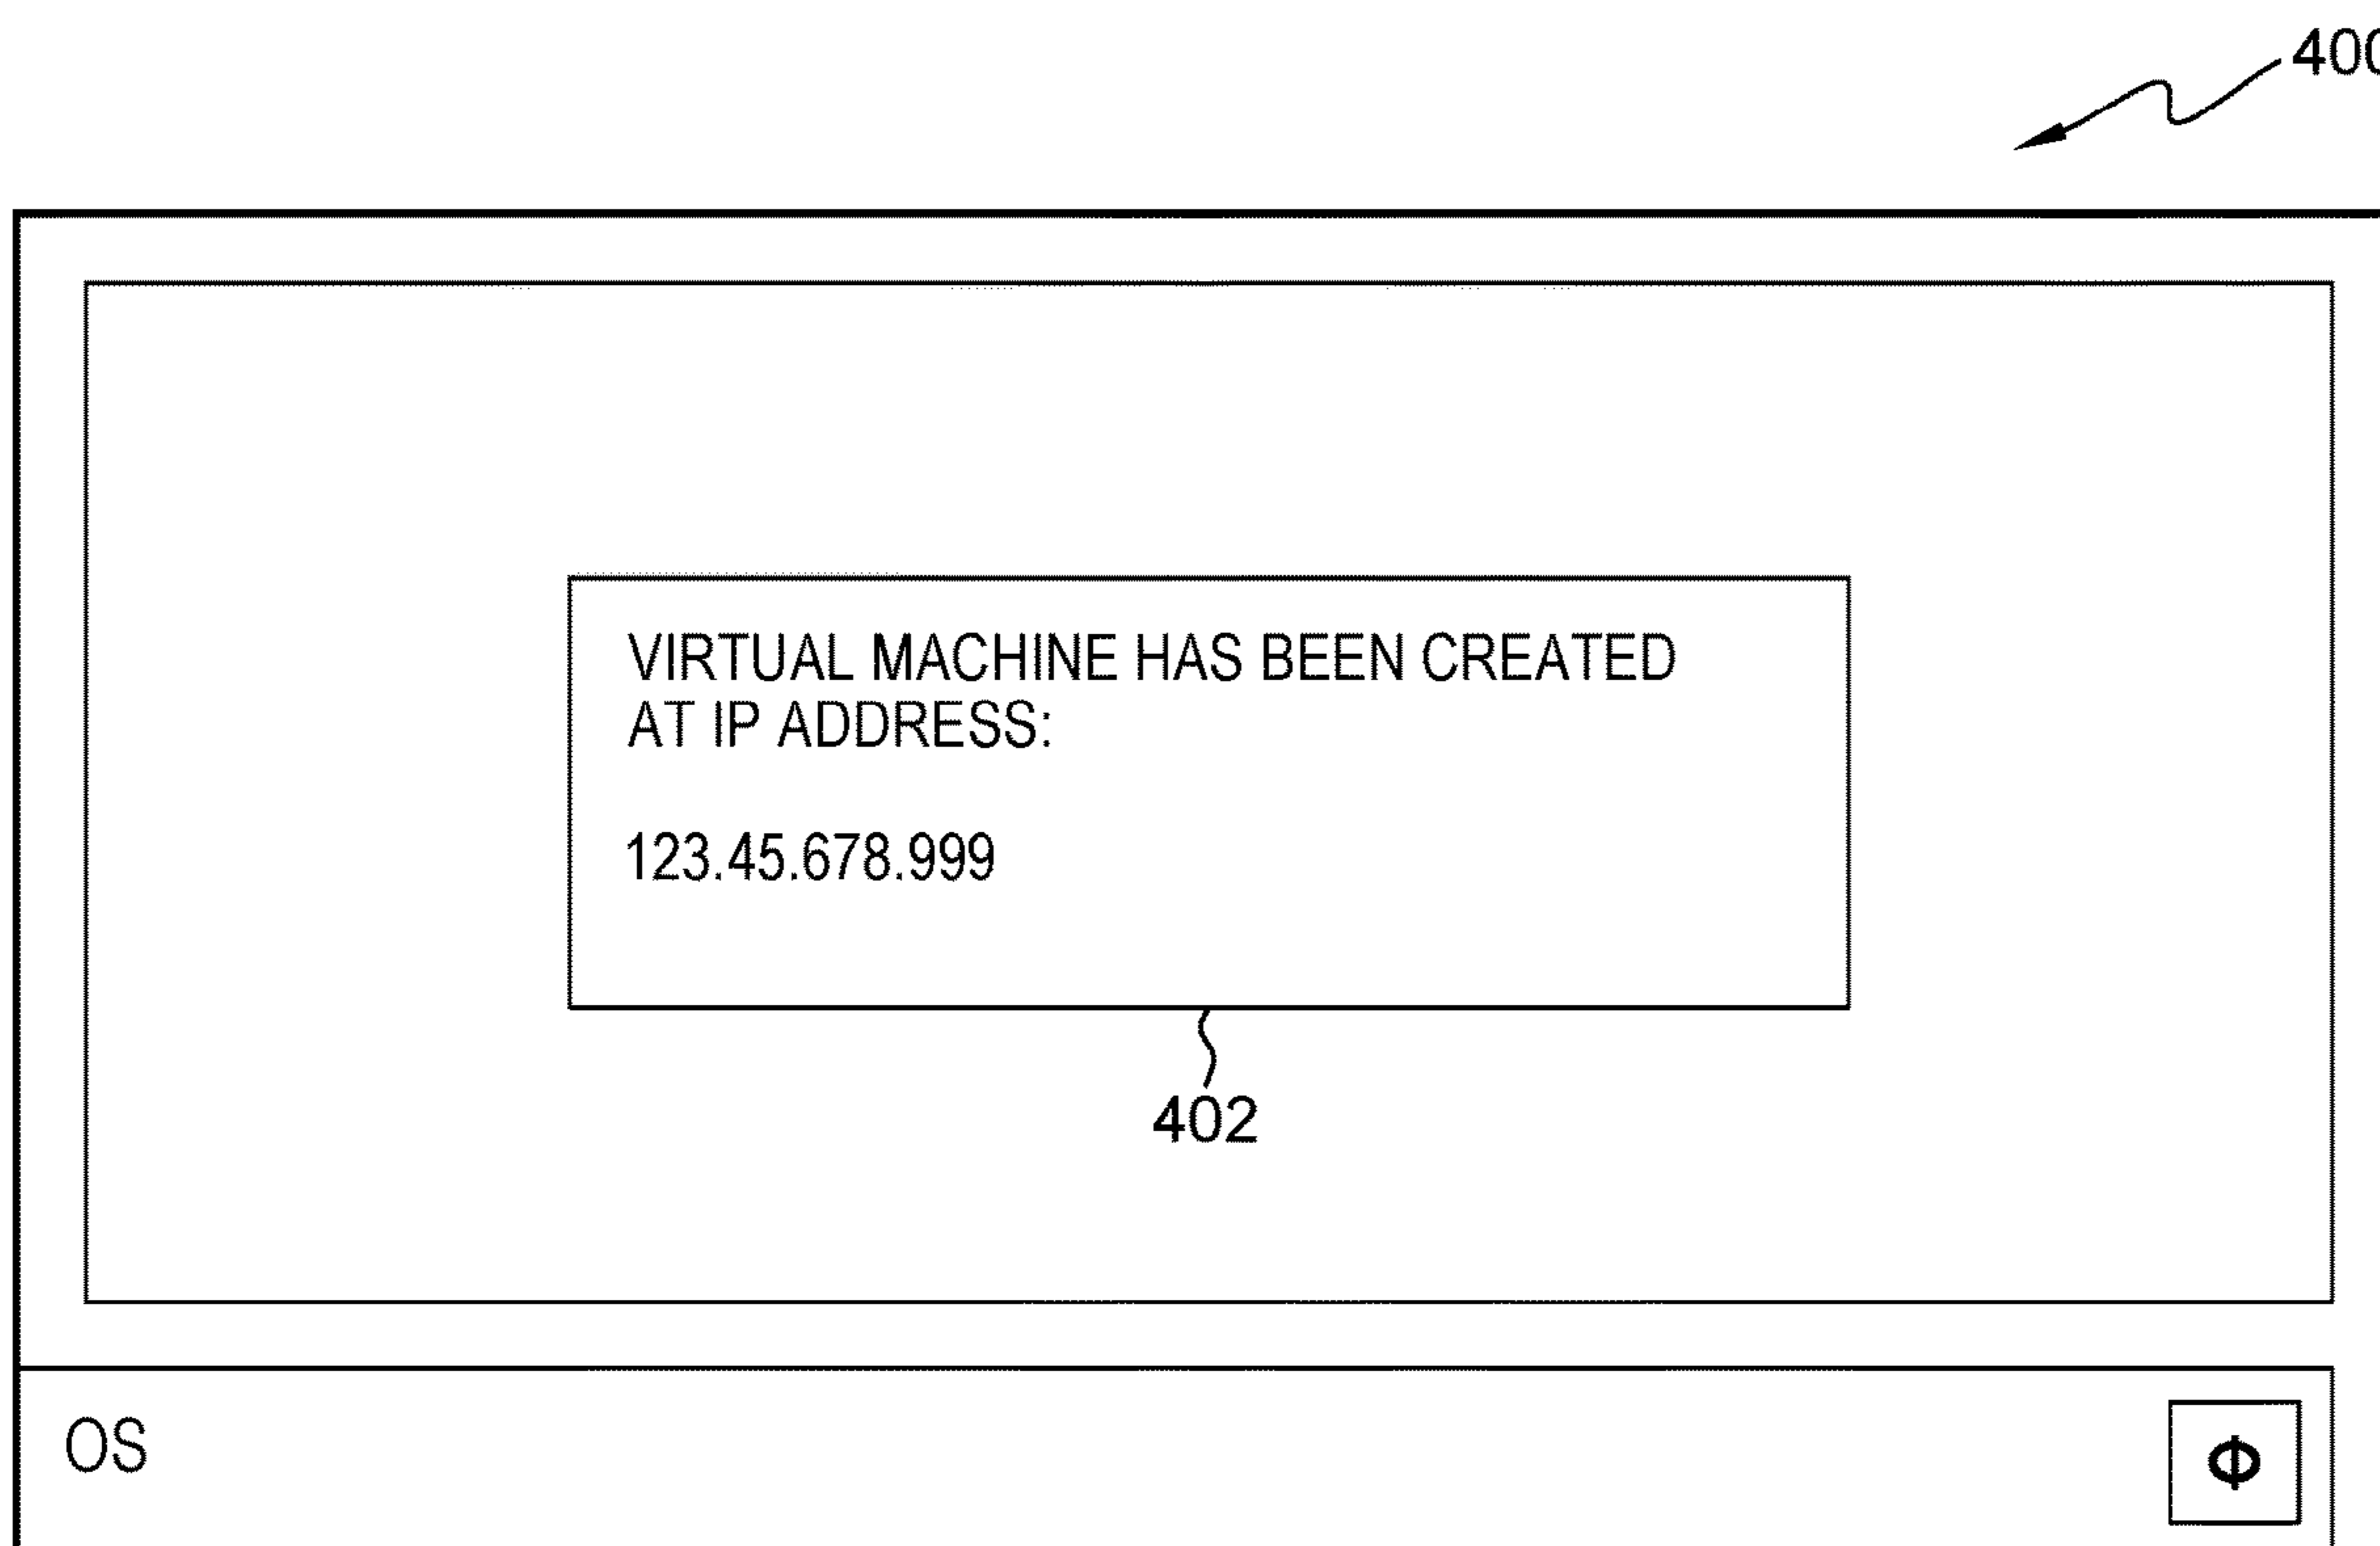 400
VIRTUAL MACHINE HAS BEEN CREATED
AT IP ADDRESS:
123.45.678.999
402
OS
Φ